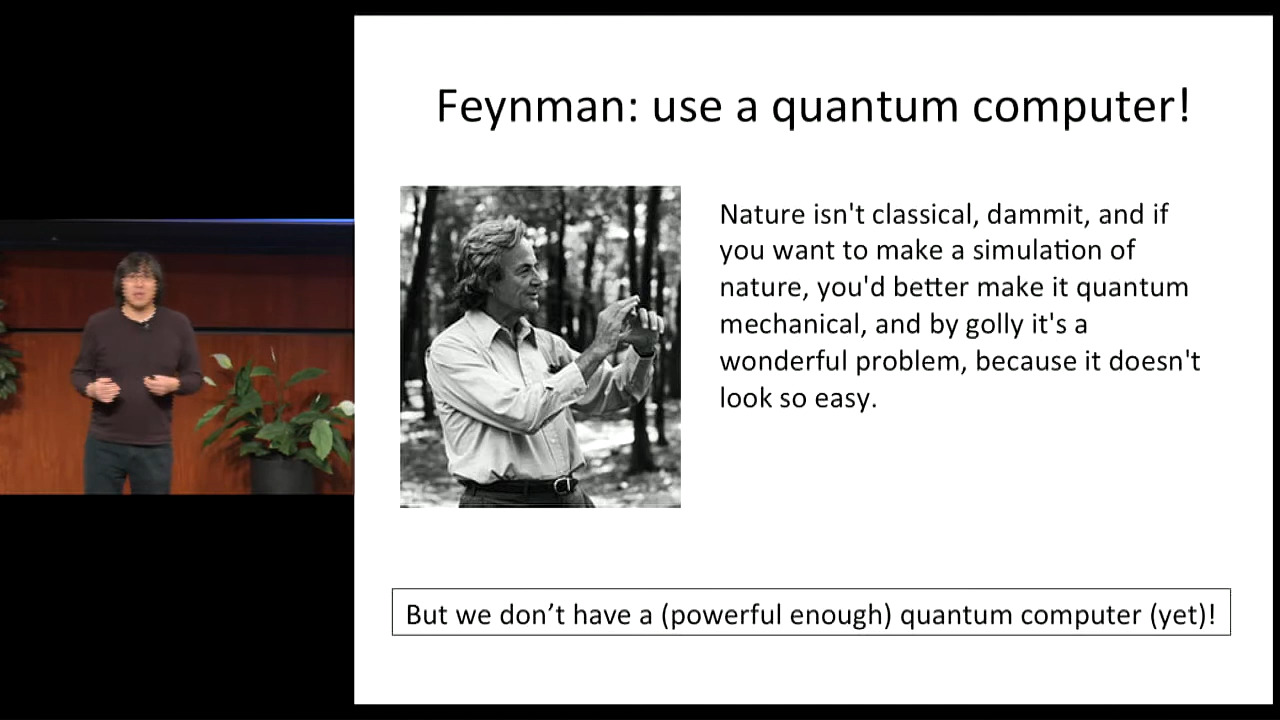 Feynman: use a quantum computer!
Nature isn't classical, dammit, and if
you want to make a simulation of
nature, you'd better make it quantum
mechanical, and by golly it's a
wonderful problem, because it doesn't
look so easy.
But we don’t have a (powerful enough) quantum computer (yet)!